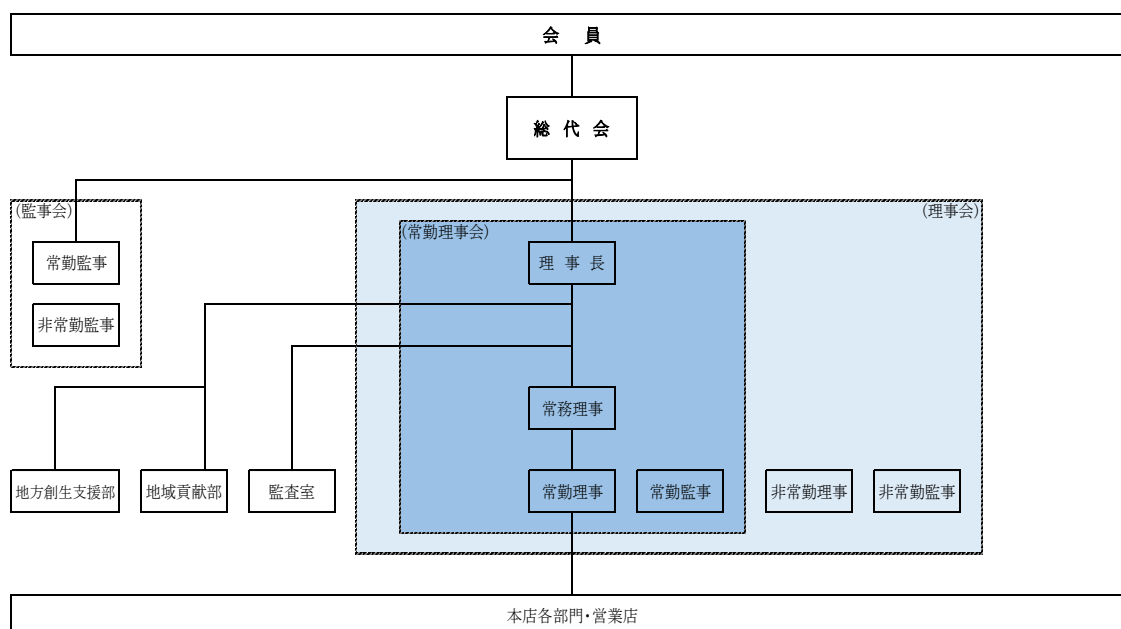 会 員
総 代 会
(監事会)
(理事会)
(常勤理事会)
常勤監事
理 事 長
非常勤監事
常務理事
地方創生支援部
地域貢献部
監査室
常勤理事
常勤監事
非常勤理事
非常勤監事
本店各部門・営業店